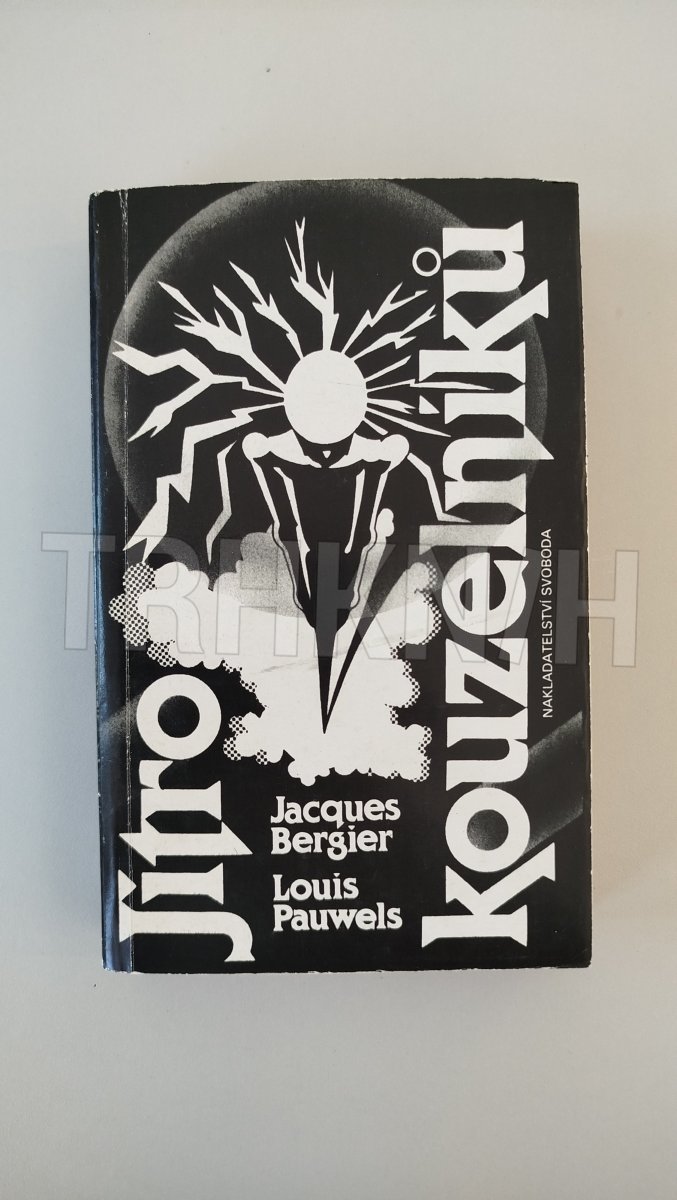 Jitro
kouzelníků
Jacques
Bergier
Louis
Pauwels
NAKLADATELSTVÍ SVOBODA
TRHKNIH